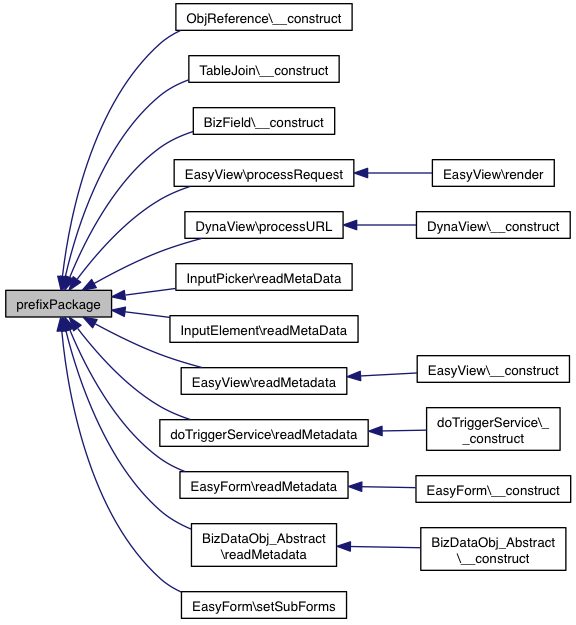 ObjReference\__construct
TableJoin\__construct
BizField\__construct
EasyView\processRequest
EasyView\render
DynaView\processURL
DynaView\__construct
InputPicker\readMetaData
prefixPackage
InputElement\readMetaData
EasyView\readMetadata
EasyView\__construct
doTriggerService\readMetadata
doTriggerService\_
_construct
EasyForm\readMetadata
EasyForm\__construct
BizDataObj_Abstract
\readMetadata
BizDataObj_Abstract
\__construct
EasyForm\setSubForms